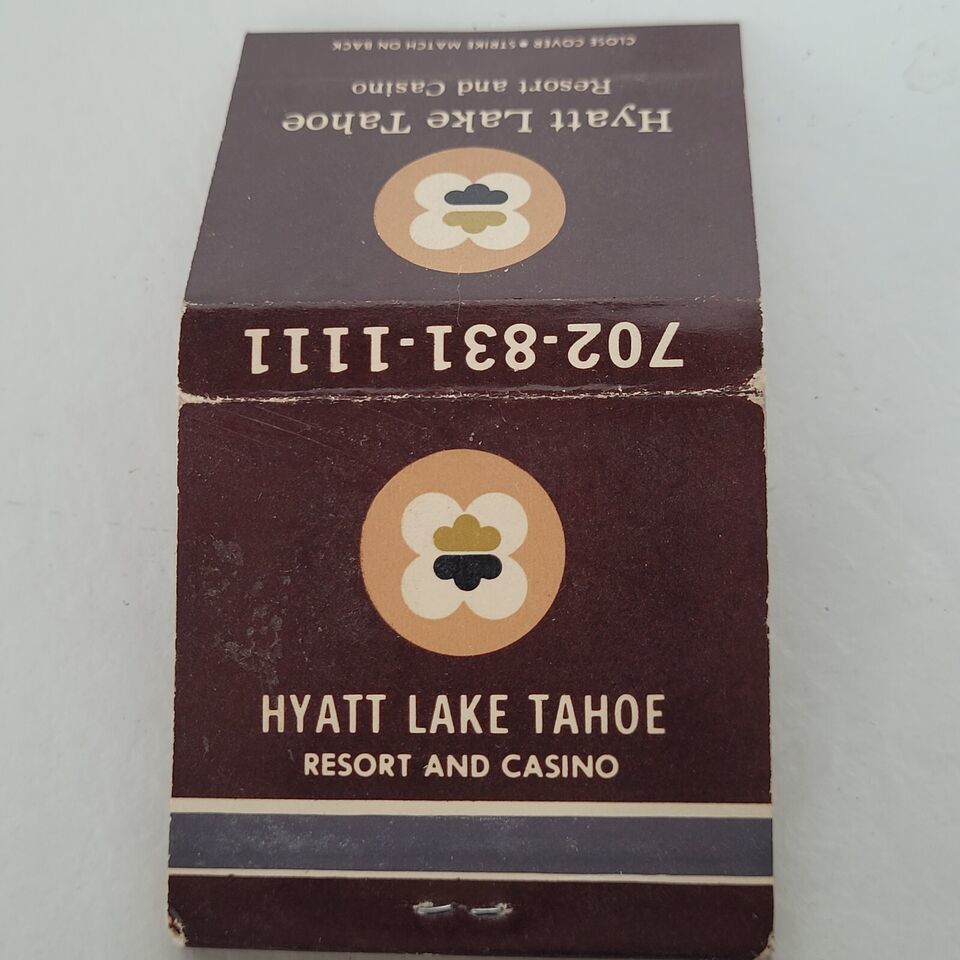 CLOSE COVER • STRIKE MATCH ON BACK
Resort and Casino
Hyatt Lake Tahoe
702-831-1111
HYATT LAKE TAHOE
RESORT AND CASINO